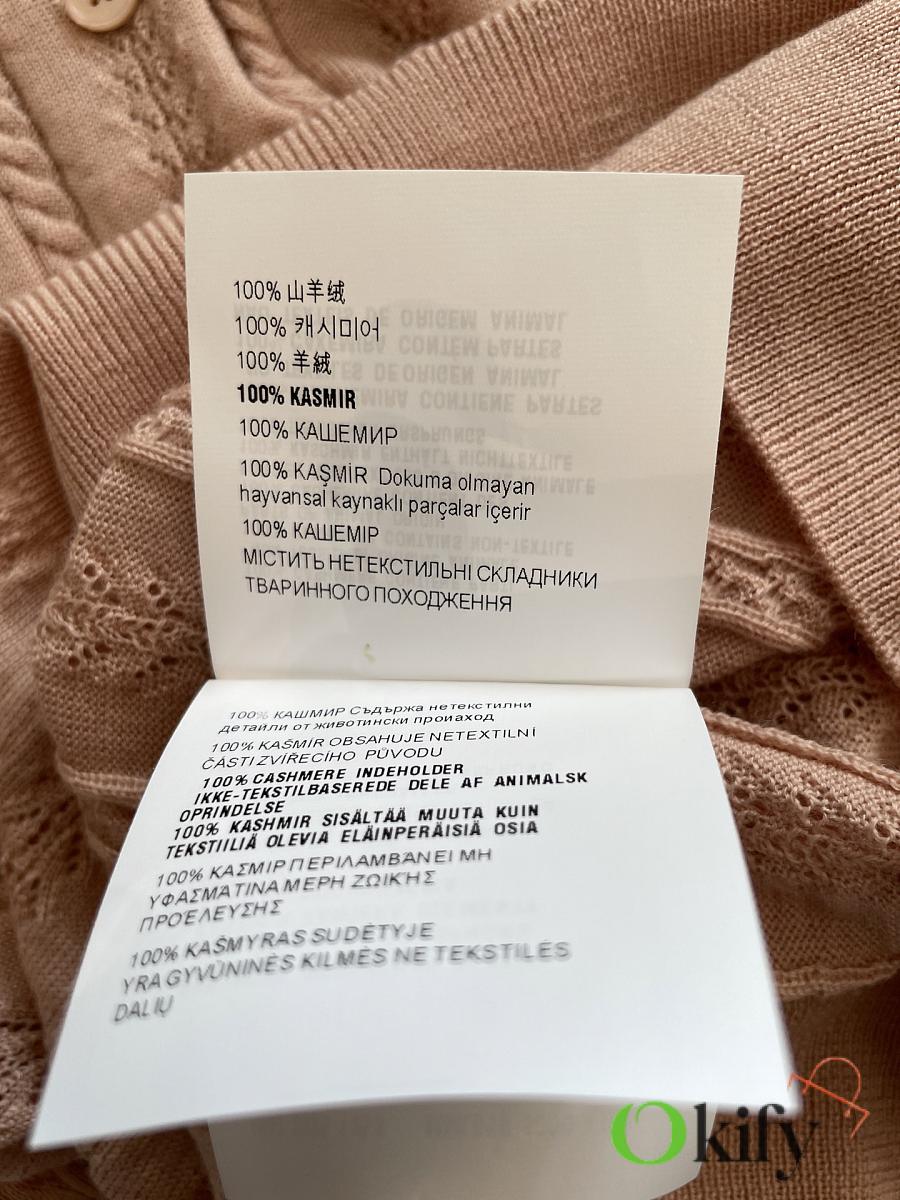 100% 山羊绒
100% 캐시미어
100% 羊絨
100% KASMIR
100% КАШЕМИР
100% KAŞMİR Dokuma olmayan
hayvansal kaynaklı parçalar içerir
100% КАШЕМІР
МІСТИТЬ НЕТЕКСТИЛЬНІ СКЛАДНИКИ
ТВАРИННОГО ПОХОДЖЕННЯ
100% КАШМИР Съдържа нетекстилни
детайли от животински произход
100% KAŠMÍR OBSAHUJE NETEXTILNÍ
ČÁSTI ZVÍŘECÍHO PŮVODU
100% CASHMERE INDEHOLDER
IKKE-TEKSTILBASEREDE DELE AF ANIMALSK
OPRINDELSE
100% KASHMIR SISÄLTÄÄ MUUTA KUIN
TEKSTIILIÄ OLEVIA ELÄINPERÄISIÄ OSIA
100% ΚΑΣΜΙΡ ΠΕΡΙΛΑΜΒΆΝΕΙ ΜΗ
ΥΦΑΣΜΆΤΙΝΑ ΜΕΡΗ ΖΩΙΚΉΣ
ΠΡΟΈΛΕΥΣΗΣ
100% KAŠMYRAS SUDĖTYJE
YRA GYVŪNINĖS KILMĖS NE TEKSTILĖS
DALIŲ
Okify